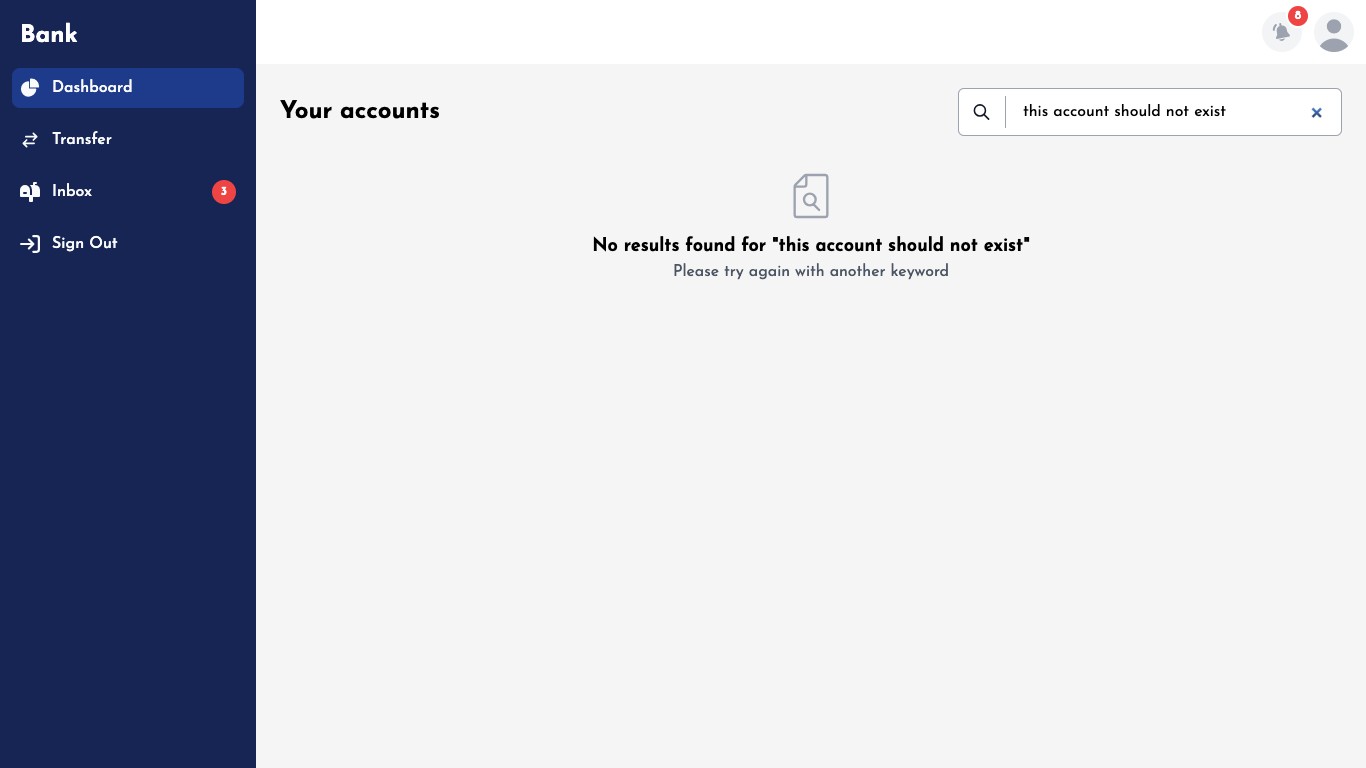 Bank
8
Dashboard
Your accounts
this account should not exist
Transfer
Inbox
3
Sign Out
No results found for "this account should not exist"
Please try again with another keyword